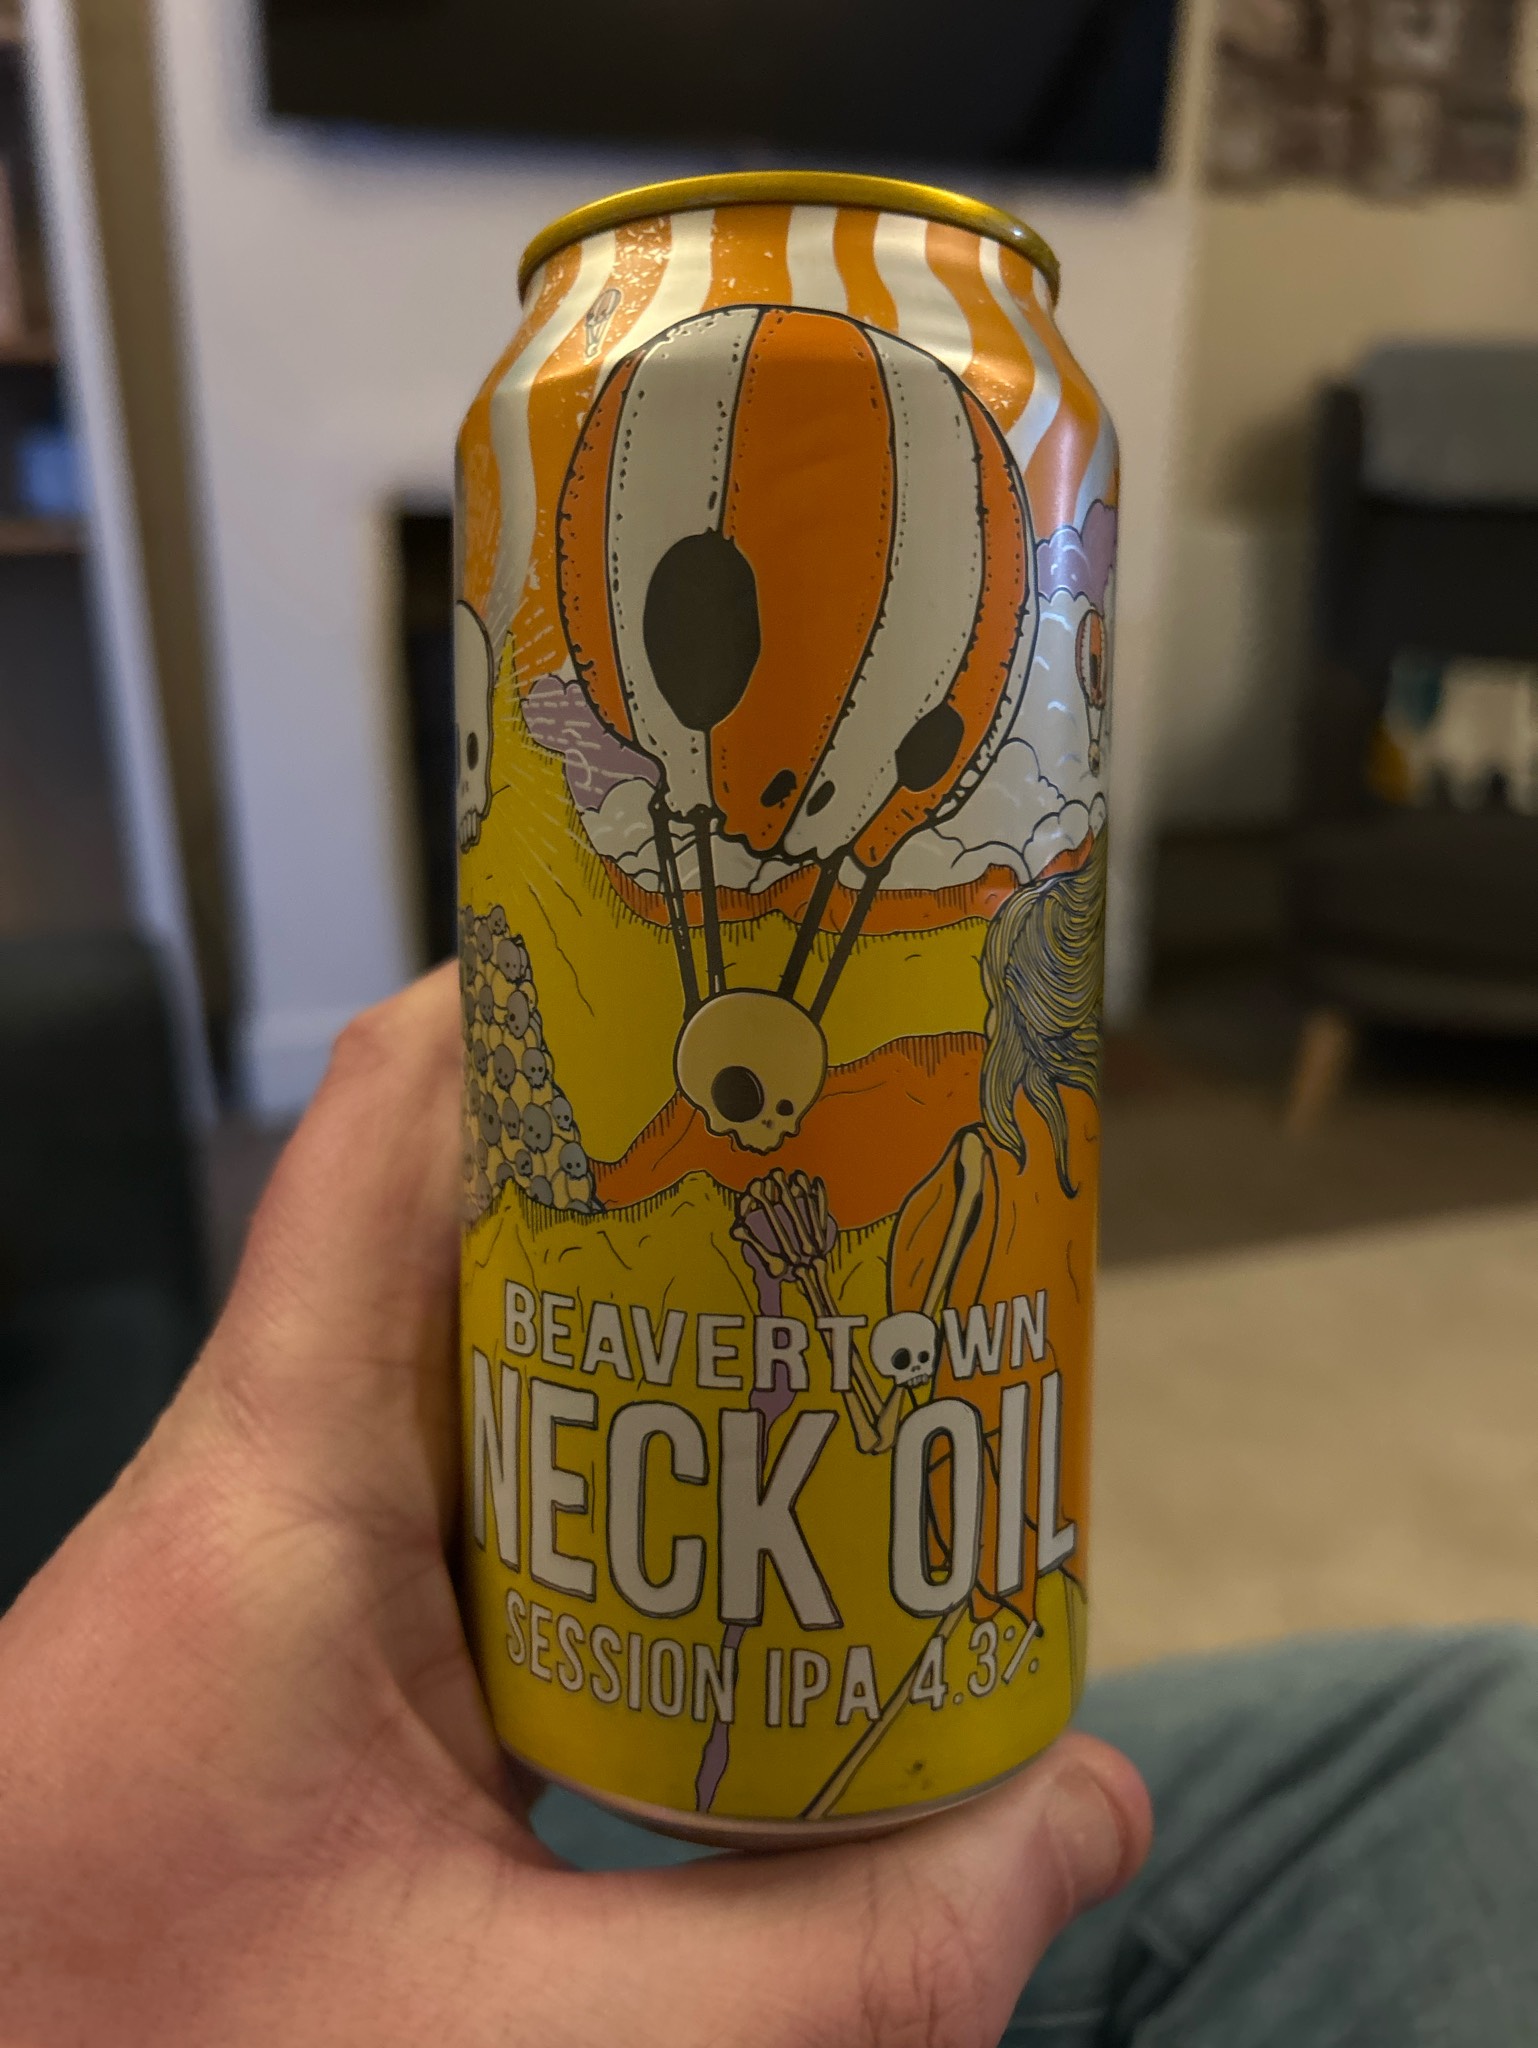 BEAVERTOWN
NECK OIL
SESSION IPA 4.3%